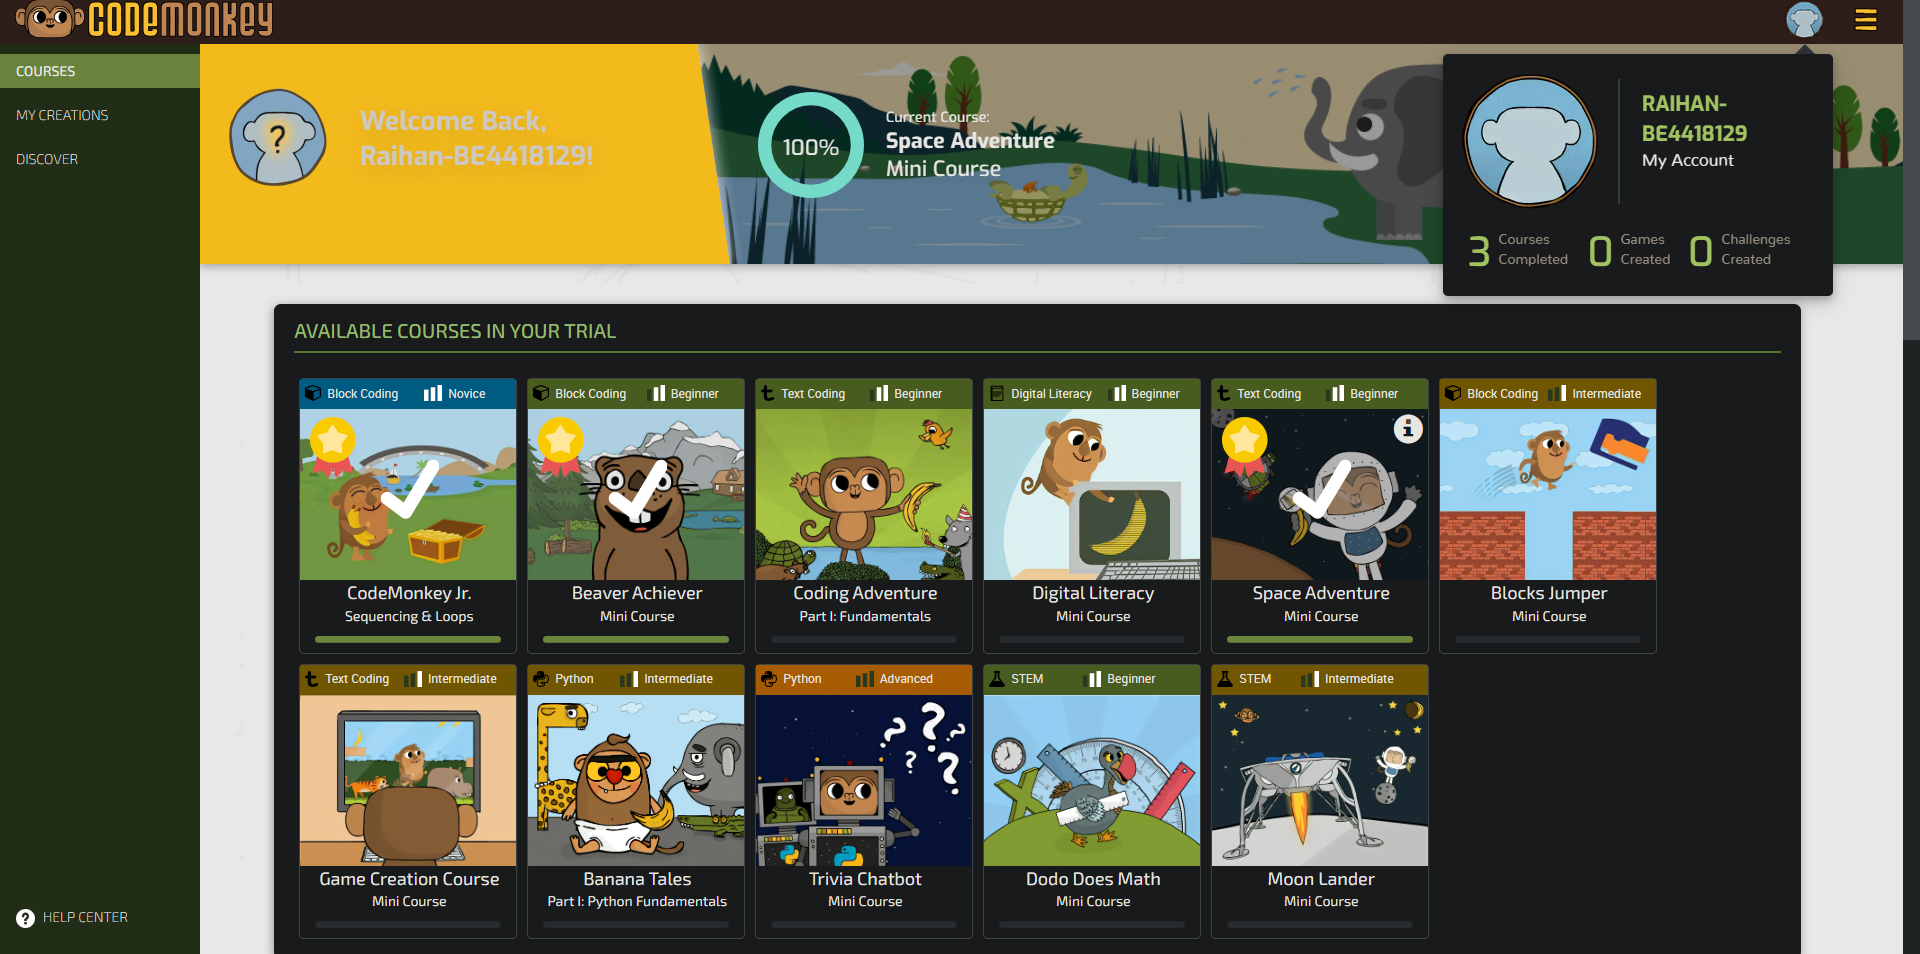 CODEMONKEY
COURSES
MY CREATIONS
DISCOVER
HELP CENTER
?
Welcome Back,
Raihan-BE4418129!
100%
Current Course:
Space Adventure
Mini Course
RAIHAN-
BE4418129
My Account
3 Courses Completed
0 Games Created
0 Challenges Created
AVAILABLE COURSES IN YOUR TRIAL
Block Coding Novice
CodeMonkey Jr.
Sequencing & Loops
Block Coding Beginner
Beaver Achiever
Mini Course
Text Coding Beginner
Coding Adventure
Part I: Fundamentals
Digital Literacy Beginner
Digital Literacy
Mini Course
Text Coding Beginner
Space Adventure
Mini Course
Block Coding Intermediate
Blocks Jumper
Mini Course
Text Coding Intermediate
Game Creation Course
Mini Course
Python Intermediate
Banana Tales
Part I: Python Fundamentals
Python Advanced
? ? ? ? ?
Trivia Chatbot
Mini Course
STEM Beginner
Dodo Does Math
Mini Course
STEM Intermediate
Moon Lander
Mini Course